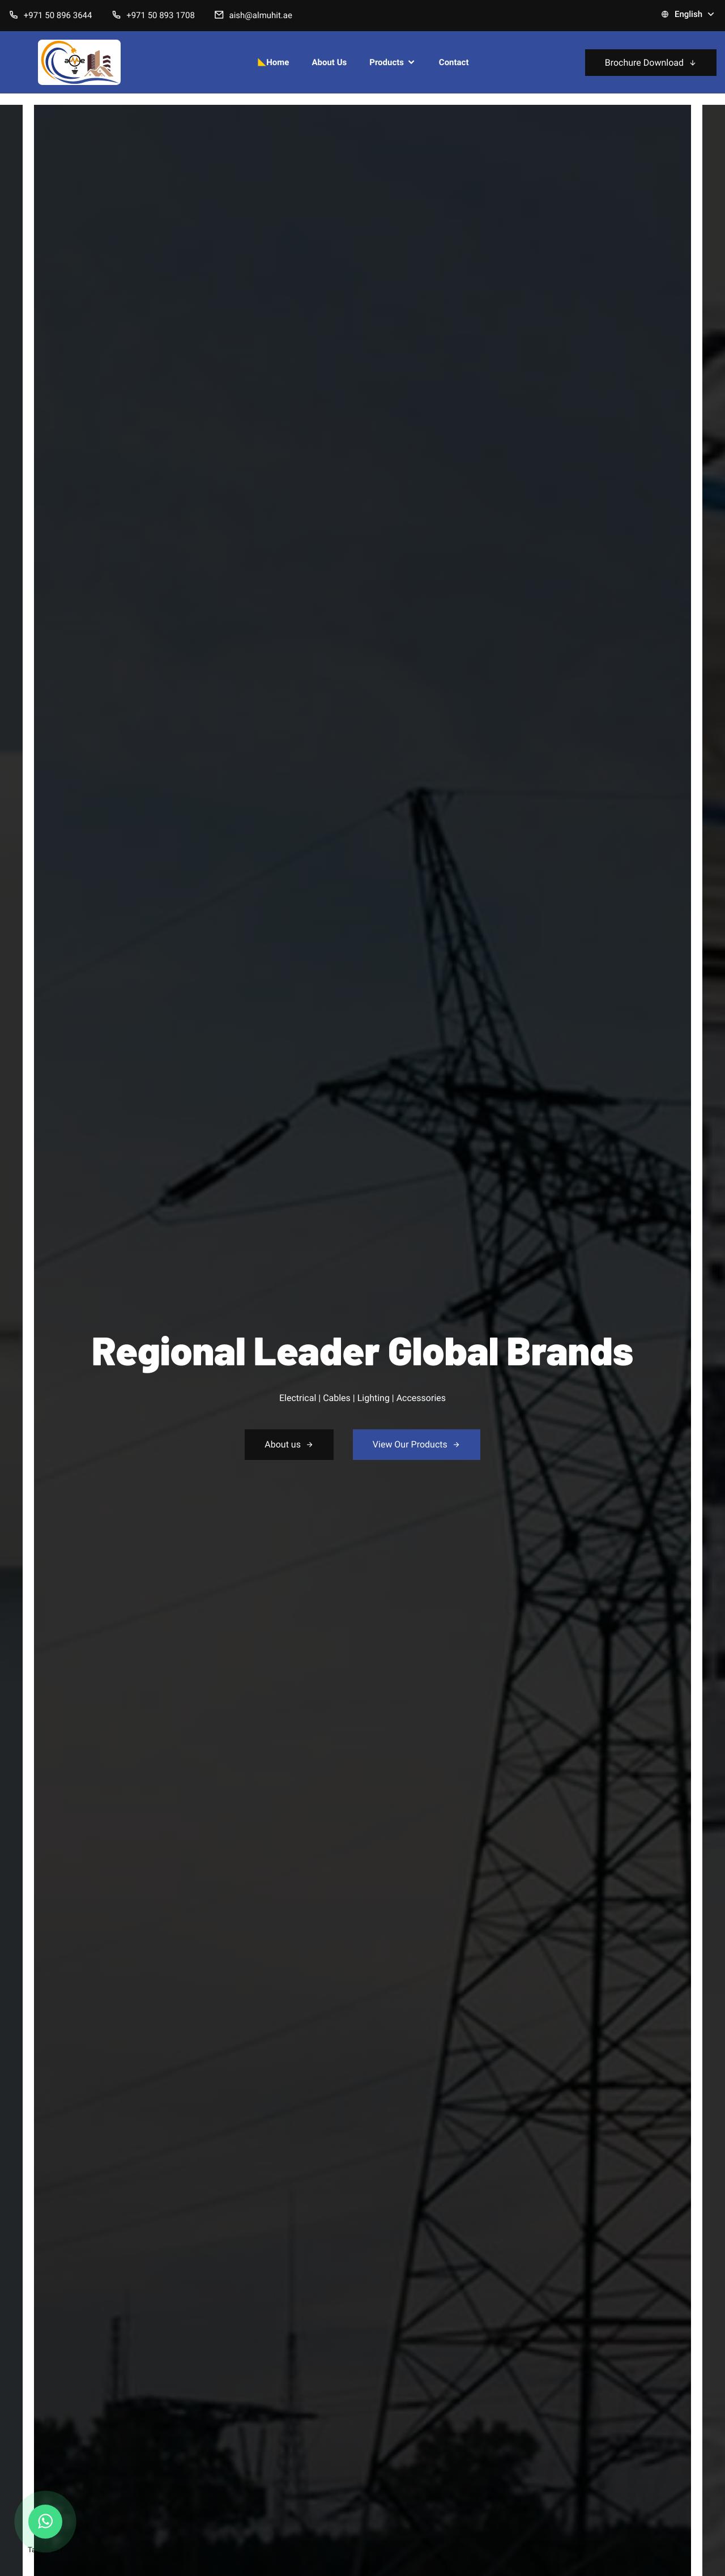 +971 50 896 3644 +971 50 893 1708 aish@almuhit.ae English
Home About Us Products Contact Brochure Download
Regional Leader Global Brands
Electrical | Cables | Lighting | Accessories
About us View Our Products